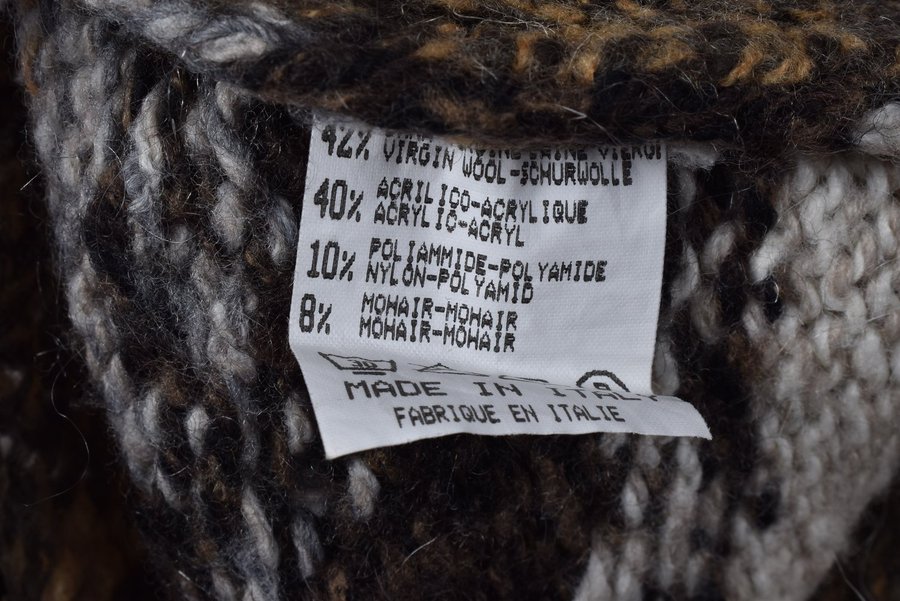 42%
VIRGIN WOOL-SCHURWOLLE
40% ACRILICO-ACRYLIQUE
ACRYLIC-ACRYL
10% POLIAMMIDE-POLYAMIDE
NYLON-POLYAMID
8% MOHAIR-MOHAIR
MOHAIR-MOHAIR
MADE IN ITALY
FABRIQUE EN ITALIE